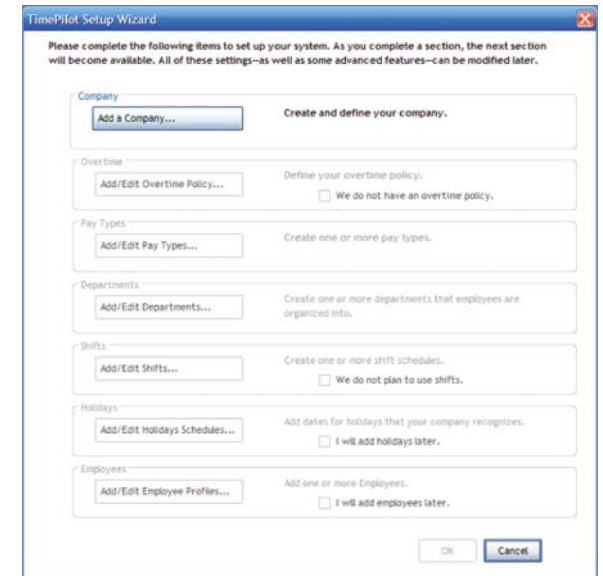 TimePilot Setup Wizard
Please complete the following items to set up your system. As you complete a section, the next section
will become available. All of these settings—as well as some advanced features—can be modified later.
Company
Add a Company...
Create and define your company.
Overtime
Add/Edit Overtime Policy...
Define your overtime policy.
We do not have an overtime policy.
Pay Types
Add/Edit Pay Types...
Create one or more pay types.
Departments
Add/Edit Departments...
Create one or more departments that employees are
organized into.
Shifts
Add/Edit Shifts...
Create one or more shift schedules.
We do not plan to use shifts.
Holidays
Add/Edit Holidays Schedules...
Add dates for holidays that your company recognizes.
I will add holidays later.
Employees
Add/Edit Employee Profiles...
Add one or more Employees.
I will add employees later.
OK
Cancel